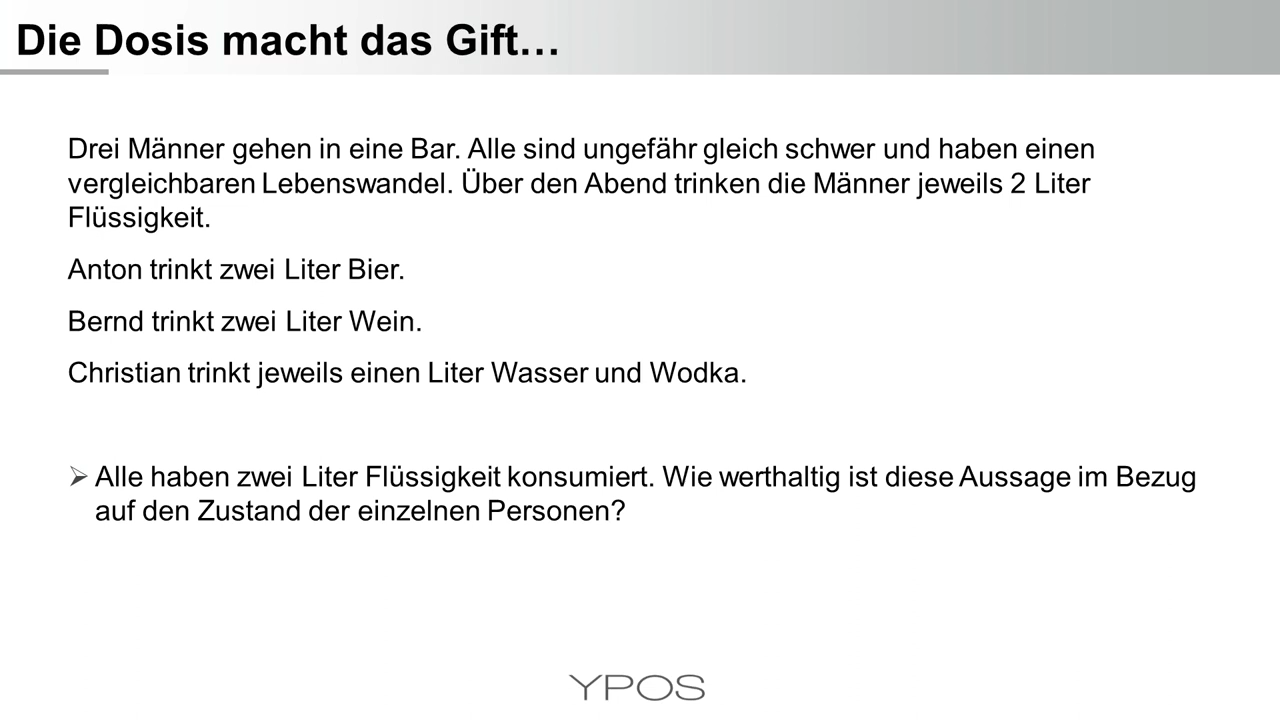 Die Dosis macht das Gift…
Drei Männer gehen in eine Bar. Alle sind ungefähr gleich schwer und haben einen
vergleichbaren Lebenswandel. Über den Abend trinken die Männer jeweils 2 Liter
Flüssigkeit.
Anton trinkt zwei Liter Bier.
Bernd trinkt zwei Liter Wein.
Christian trinkt jeweils einen Liter Wasser und Wodka.
Alle haben zwei Liter Flüssigkeit konsumiert. Wie werthaltig ist diese Aussage im Bezug
auf den Zustand der einzelnen Personen?
YPOS